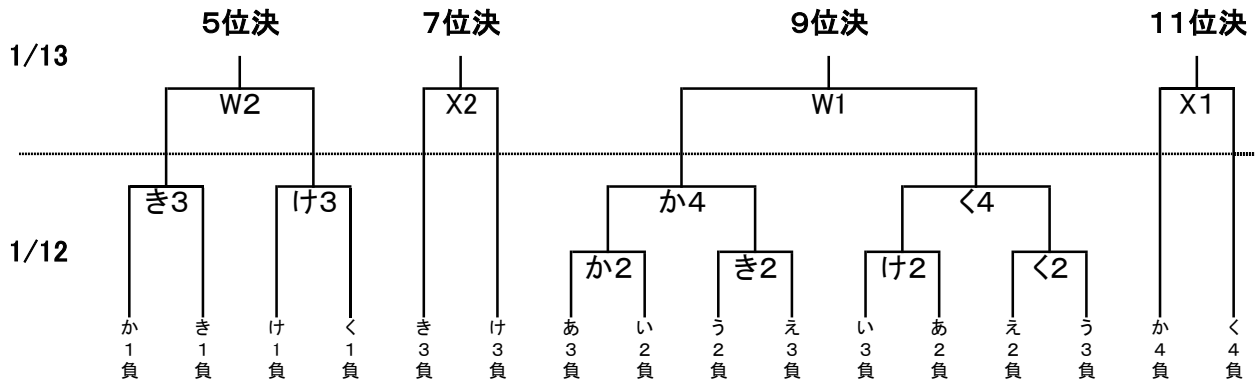 5位決 7位決 9位決 11位決
1/13
W2 X2 W1 X1
き3 け3 か4 く4
1/12
か2 き2 け2 く2
か1負 き1負 け1負 く1負 き3負 け3負 あ3負 い2負 う2負 え3負 い3負 あ2負 え2負 う3負 か4負 く4負